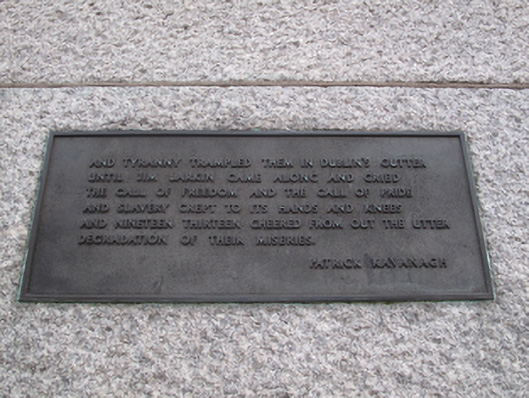 AND TYRANNY TRAMPLED THEM IN DUBLIN'S GUTTER
UNTIL JIM LARKIN CAME ALONG AND CRIED
THE CALL OF FREEDOM AND THE CALL OF PRIDE
AND SLAVERY CREPT TO ITS HANDS AND KNEES
AND NINETEEN THIRTEEN CHEERED FROM OUT THE UTTER
DEGRADATION OF THEIR MISERIES.
PATRICK KAVANAGH